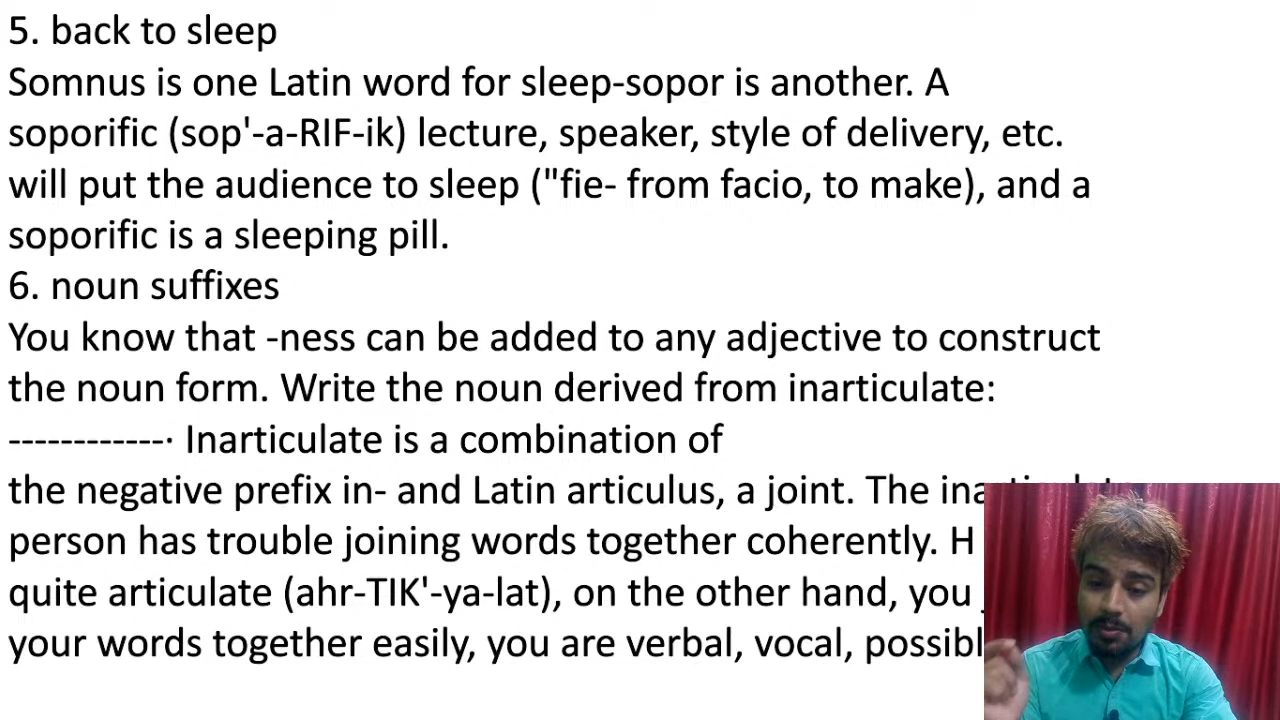 5. back to sleep
Somnus is one Latin word for sleep-sopor is another. A
soporific (sop'-a-RIF-ik) lecture, speaker, style of delivery, etc.
will put the audience to sleep ("fie- from facio, to make), and a
soporific is a sleeping pill.
6. noun suffixes
You know that -ness can be added to any adjective to construct
the noun form. Write the noun derived from inarticulate:
------------· Inarticulate is a combination of
the negative prefix in- and Latin articulus, a joint. The
person has trouble joining words together coherently. H
quite articulate (ahr-TIK'-ya-lat), on the other hand, you
your words together easily, you are verbal, vocal,